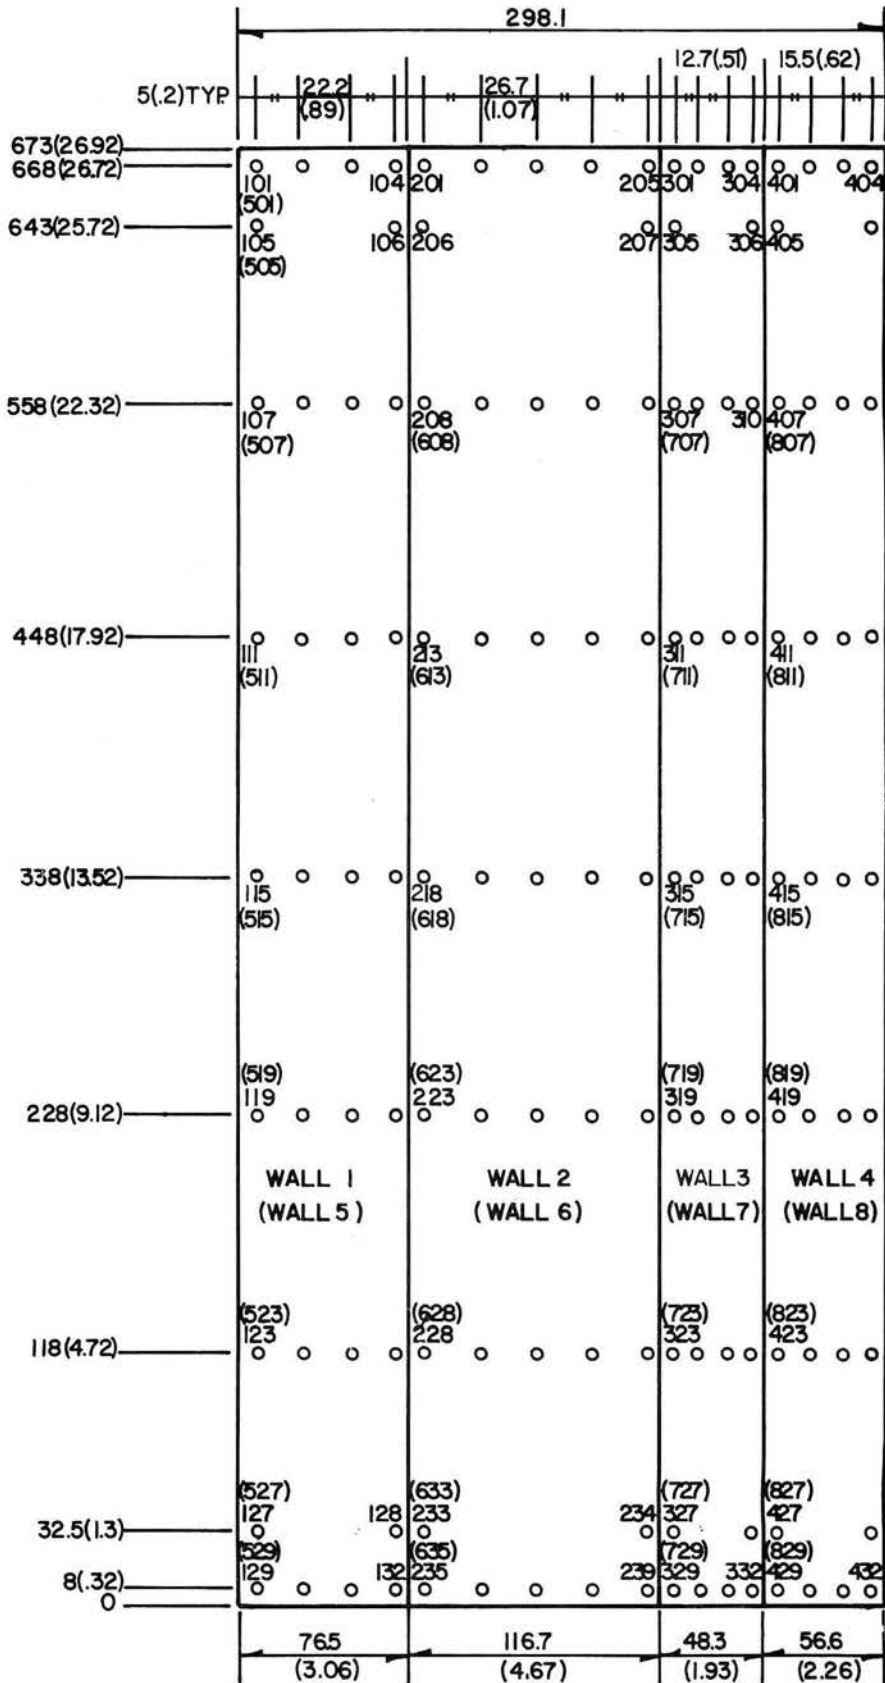 298.1
12.7(.51) 15.5(.62)
5(.2)TYP. 22.2 26.7
(.89) (1.07)
673(26.92)
668(26.72)
101 104 201 205 301 304 401 404
(501)
643(25.72)
105 106 206 207 305 306 405
(505)
558(22.32)
107 208 307 310 407
(507) (608) (707) (807)
448(17.92)
111 213 311 411
(511) (613) (711) (811)
338(13.52)
115 218 315 415
(515) (618) (715) (815)
(519) (623) (719) (819)
119 223 319 419
228(9.12)
WALL 1 WALL 2 WALL3 WALL 4
(WALL 5) (WALL 6) (WALL7) (WALL8)
(523) (628) (723) (823)
123 228 323 423
118(4.72)
(527) (633) (727) (827)
127 128 233 234 327 427
32.5(1.3)
(529) (635) (729) (829)
129 132 235 239 329 332 429 432
8(.32)
0
76.5 116.7 48.3 56.6
(3.06) (4.67) (1.93) (2.26)